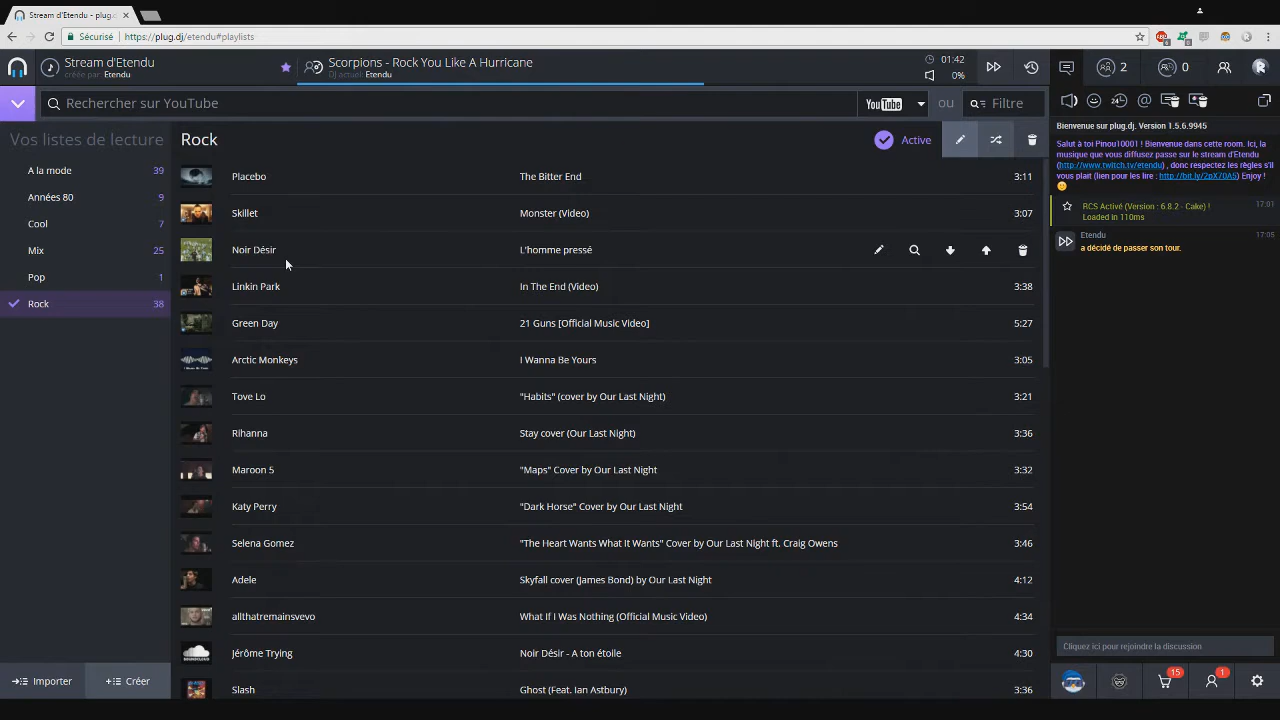 Stream d'Etendu - plug.
Sécurisé
https://plug.dj/etendu#playlists
Stream d'Etendu
créée par: Etendu
Scorpions - Rock You Like A Hurricane
DJ actuel: Etendu
01:42
0%
2
0
Rechercher sur YouTube
YouTube
OU
Filtre
Vos listes de lecture
A la mode 39
Années 80 9
Cool 7
Mix 25
Pop 1
Rock 38
Importer
Créer
Rock
Active
Placebo The Bitter End 3:11
Skillet Monster (Video) 3:07
Noir Désir L'homme pressé
Linkin Park In The End (Video) 3:38
Green Day 21 Guns [Official Music Video] 5:27
Arctic Monkeys I Wanna Be Yours 3:05
Tove Lo "Habits" (cover by Our Last Night) 3:21
Rihanna Stay cover (Our Last Night) 3:36
Maroon 5 "Maps" Cover by Our Last Night 3:32
Katy Perry "Dark Horse" Cover by Our Last Night 3:54
Selena Gomez "The Heart Wants What It Wants" Cover by Our Last Night ft. Craig Owens 3:46
Adele Skyfall cover (James Bond) by Our Last Night 4:12
allthatremainsvevo What If I Was Nothing (Official Music Video) 4:34
Jérôme Trying Noir Désir - A ton étoile 4:30
Slash Ghost (Feat. Ian Astbury) 3:36
Bienvenue sur plug.dj. Version 1.5.6.9945
Salut à toi Pinou10001 ! Bienvenue dans cette room. Ici, la
musique que vous diffusez passe sur le stream d'Etendu
(http://www.twitch.tv/etendu) , donc respectez les règles s'il
vous plait (lien pour les lire : http://bit.ly/2pX70A5) Enjoy !
RCS Activé (Version : 6.8.2 - Cake) ! 17:01
Loaded in 110ms
Etendu 17:05
a décidé de passer son tour.
Cliquez ici pour rejoindre la discussion
15
1